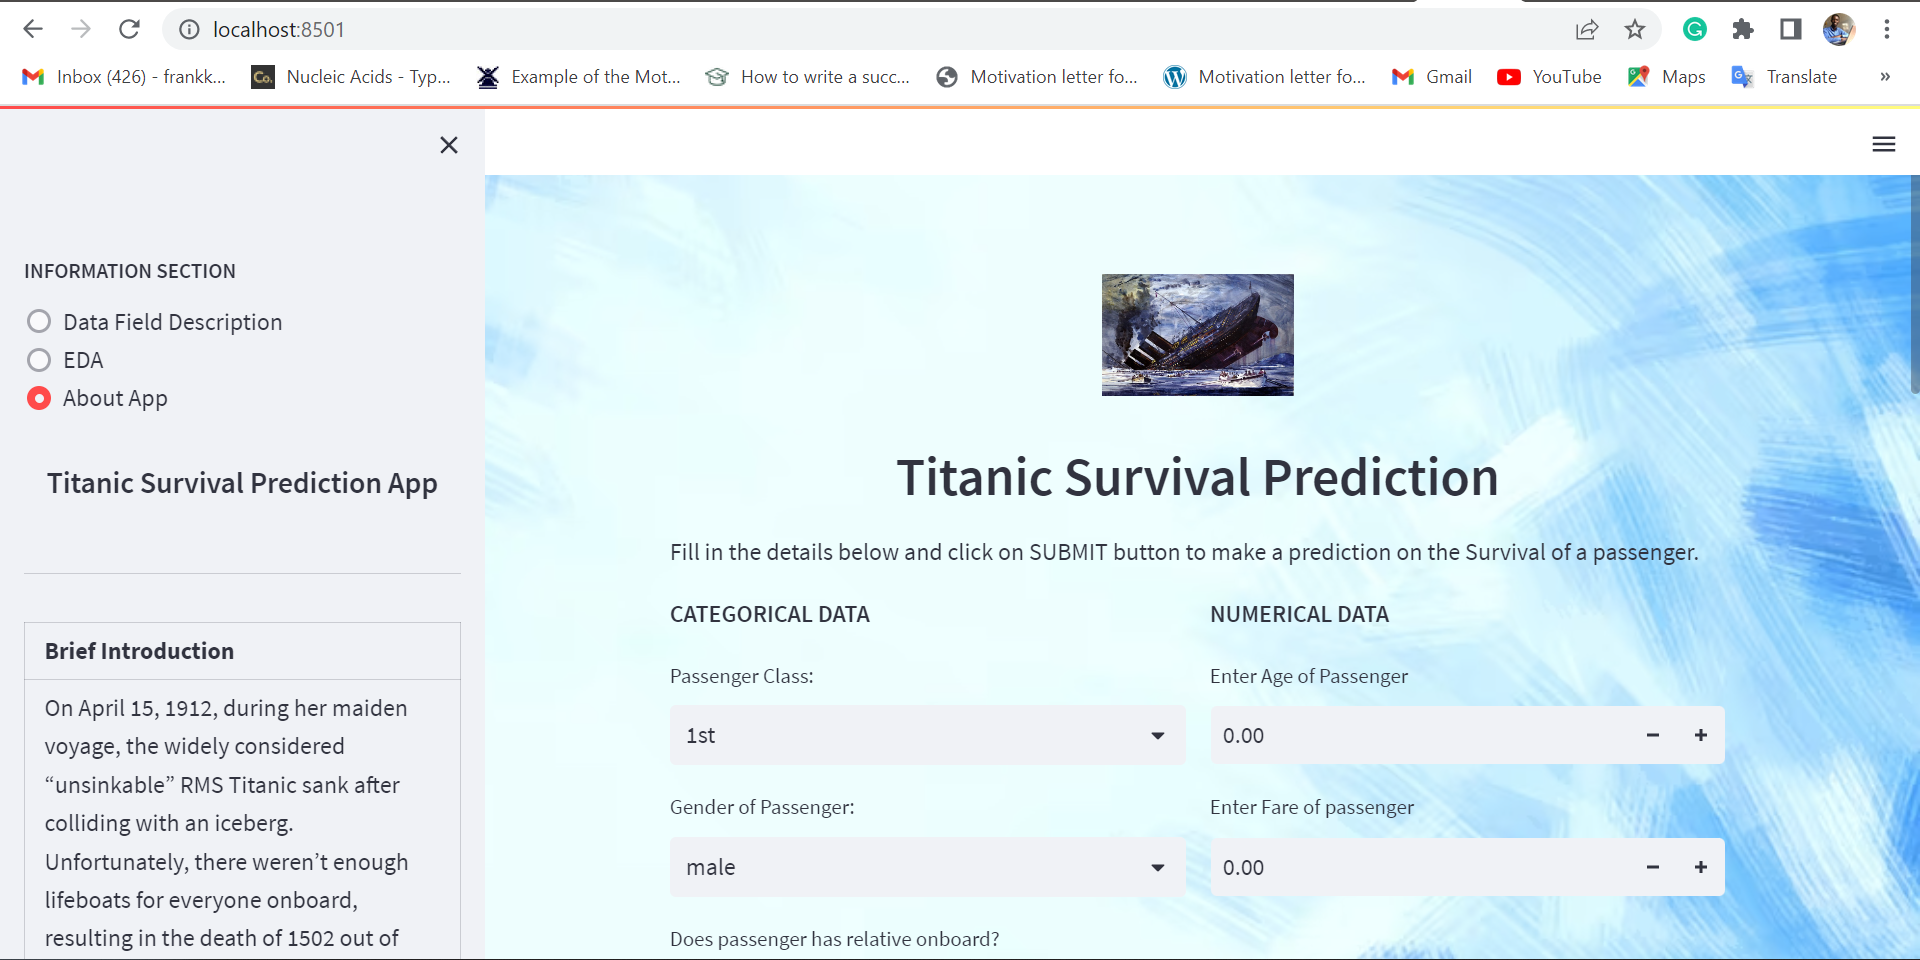 localhost:8501
Inbox (426) - frankk...
Co.
Nucleic Acids - Typ...
Example of the Mot...
How to write a succ...
Motivation letter fo...
Motivation letter fo...
Gmail
YouTube
Maps
Translate
»
INFORMATION SECTION
Data Field Description
EDA
About App
Titanic Survival Prediction App
Brief Introduction
On April 15, 1912, during her maiden
voyage, the widely considered
“unsinkable” RMS Titanic sank after
colliding with an iceberg.
Unfortunately, there weren’t enough
lifeboats for everyone onboard,
resulting in the death of 1502 out of
Titanic Survival Prediction
Fill in the details below and click on SUBMIT button to make a prediction on the Survival of a passenger.
CATEGORICAL DATA
Passenger Class:
1st
Gender of Passenger:
male
Does passenger has relative onboard?
NUMERICAL DATA
Enter Age of Passenger
0.00
Enter Fare of passenger
0.00